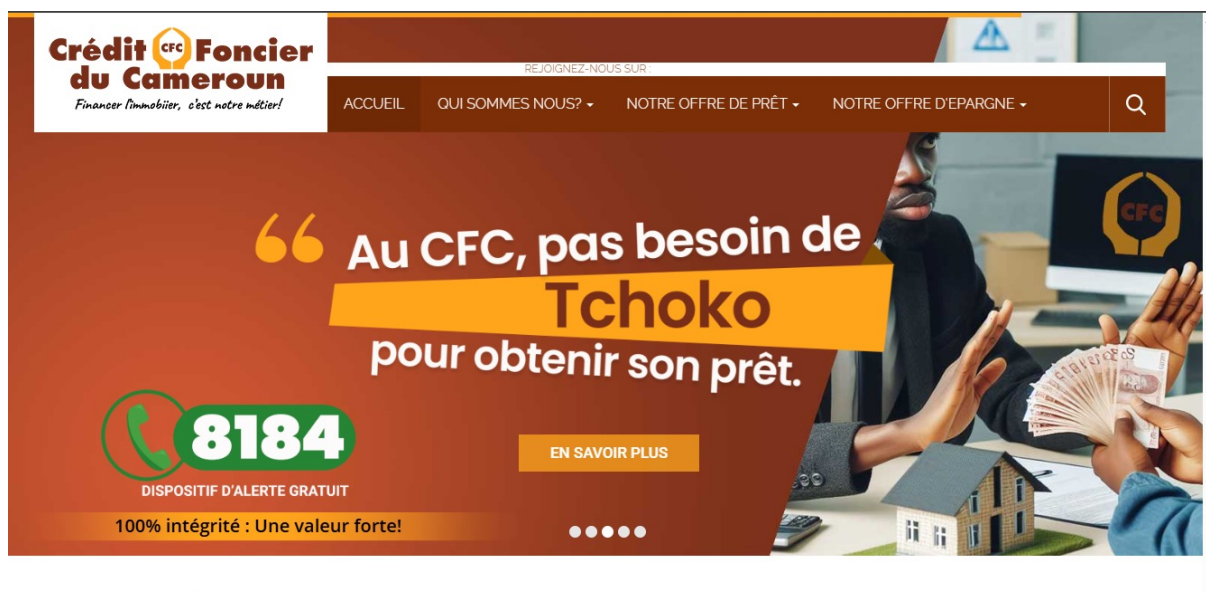 Crédit CFC Foncier
du Cameroun
Financer l'immobiier, c'est notre métier!
REJOIGNEZ-NOUS SUR :
ACCUEIL QUI SOMMES NOUS? NOTRE OFFRE DE PRÊT NOTRE OFFRE D'EPARGNE
“ Au CFC, pas besoin de
Tchoko
pour obtenir son prêt.
CFC
8184
DISPOSITIF D'ALERTE GRATUIT
EN SAVOIR PLUS
100% intégrité : Une valeur forte!